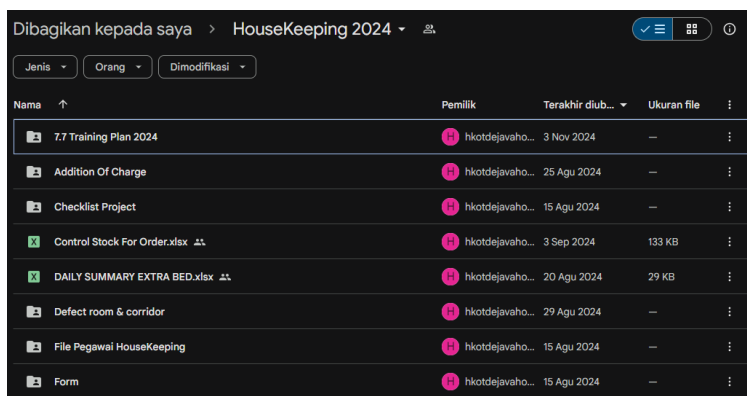 Dibagikan kepada saya > HouseKeeping 2024
Jenis Orang Dimodifikasi
Nama Pemilik Terakhir diub... Ukuran file
7.7 Training Plan 2024 H hkotdejavaho... 3 Nov 2024 —
Addition Of Charge H hkotdejavaho... 25 Agu 2024 —
Checklist Project H hkotdejavaho... 15 Agu 2024 —
X Control Stock For Order.xlsx H hkotdejavaho... 3 Sep 2024 133 KB
X DAILY SUMMARY EXTRA BED.xlsx H hkotdejavaho... 20 Agu 2024 29 KB
Defect room & corridor H hkotdejavaho... 29 Agu 2024 —
File Pegawai HouseKeeping H hkotdejavaho... 15 Agu 2024 —
Form H hkotdejavaho... 15 Agu 2024 —